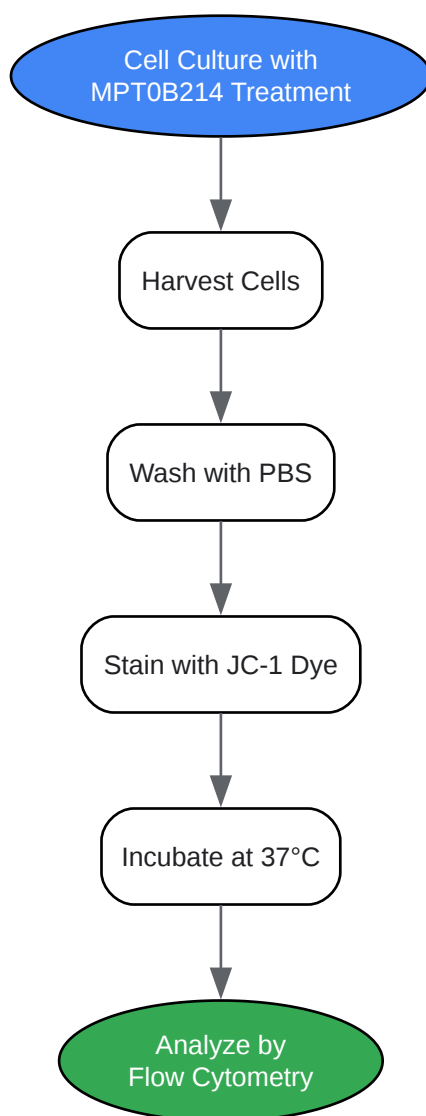 Cell Culture with
MPT0B214 Treatment
Harvest Cells
Wash with PBS
Stain with JC-1 Dye
Incubate at 37°C
Analyze by
Flow Cytometry